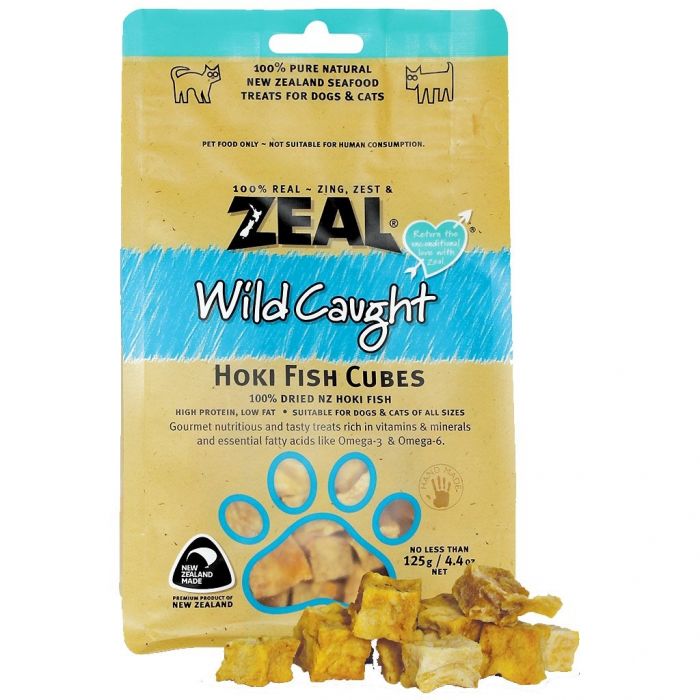 100% PURE NATURAL
NEW ZEALAND SEAFOOD
TREATS FOR DOGS & CATS
PET FOOD ONLY ~ NOT SUITABLE FOR HUMAN CONSUMPTION.
100% REAL ~ ZING, ZEST &
ZEAL®
Return the
unconditional
love with
Zeal
®
Wild Caught
HOKI FISH CUBES
100% DRIED NZ HOKI FISH
HIGH PROTEIN, LOW FAT • SUITABLE FOR DOGS & CATS OF ALL SIZES
Gourmet nutritious and tasty treats rich in vitamins & minerals
and essential fatty acids like Omega-3 & Omega-6.
HAND MADE
NEW
ZEALAND
MADE
PREMIUM PRODUCT OF
NEW ZEALAND
NO LESS THAN
125g / 4.4oz
NET